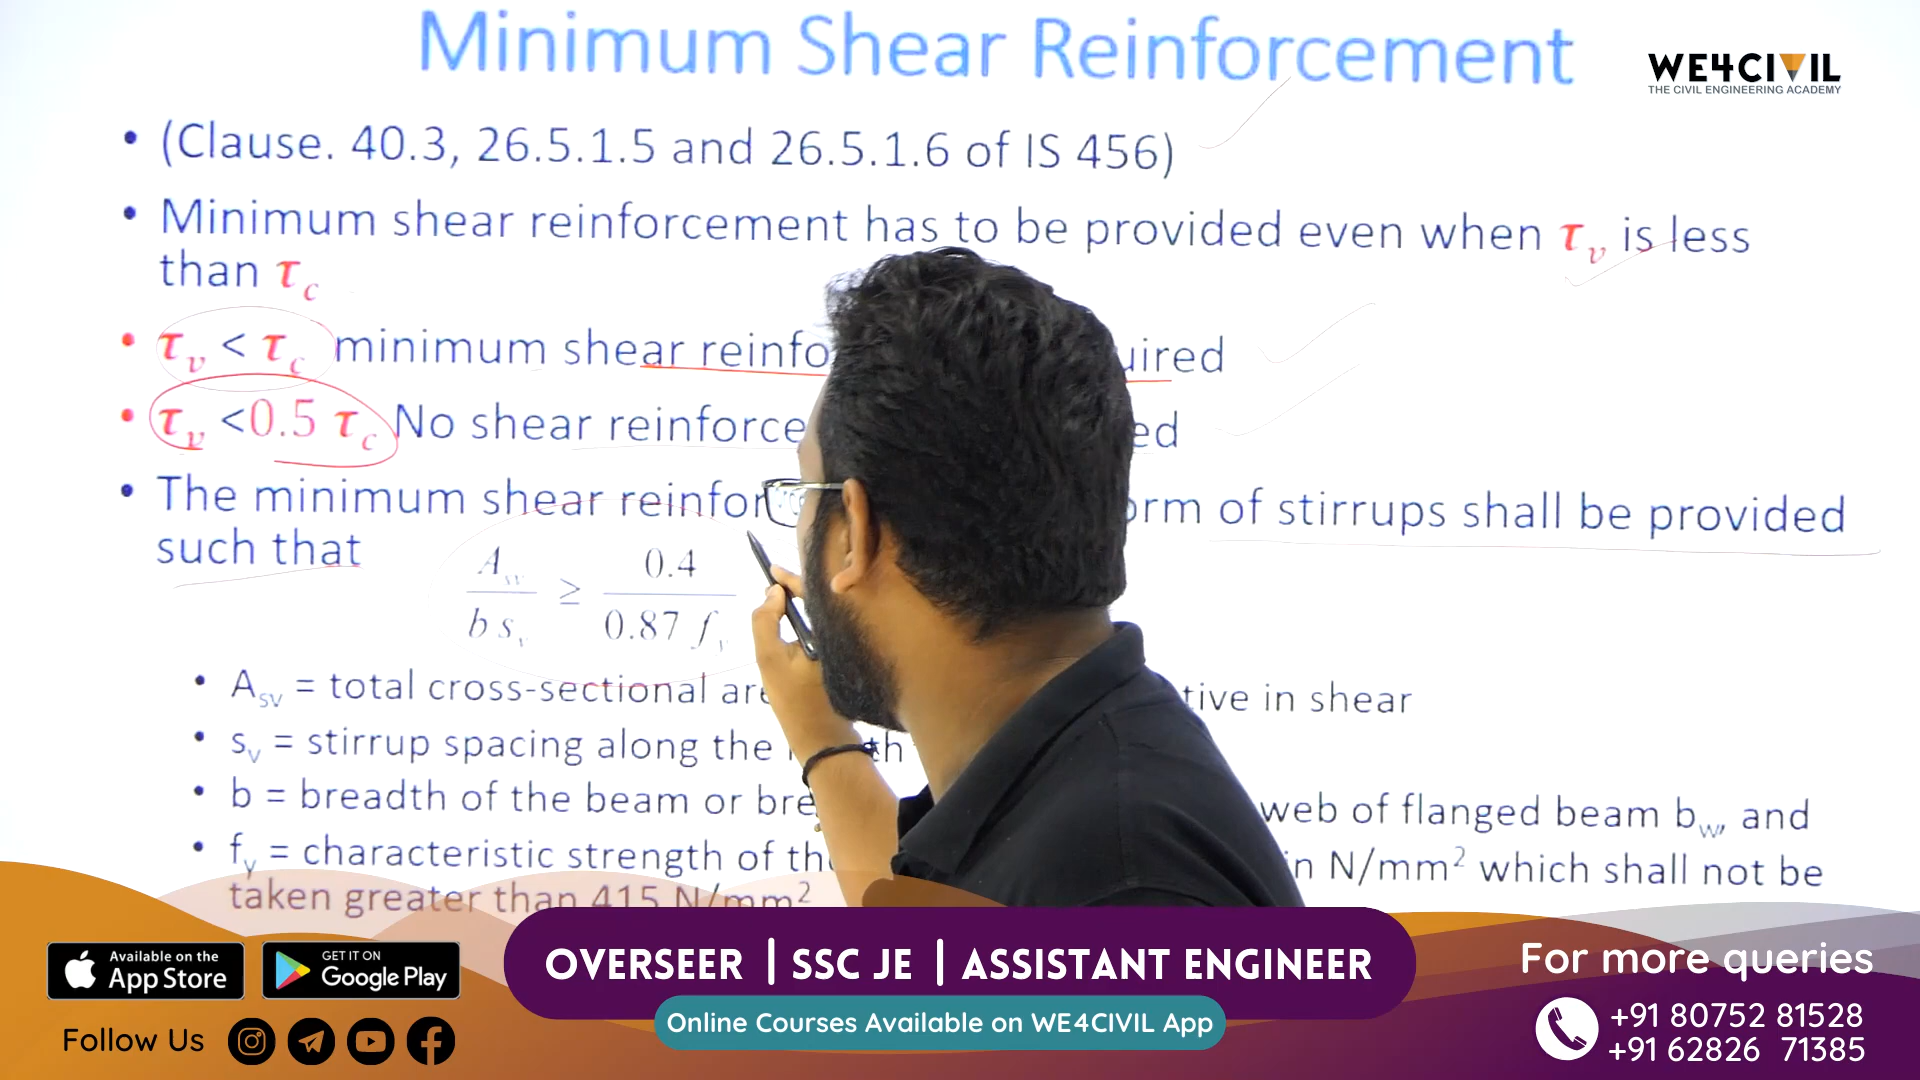 Minimum Shear Reinforcement
WE4CIVIL
THE CIVIL ENGINEERING ACADEMY
• (Clause. 40.3, 26.5.1.5 and 26.5.1.6 of IS 456)
• Minimum shear reinforcement has to be provided even when τv is less
than τc
• τv < τc minimum shear reinfo uired
• τv <0.5 τc No shear reinforce ed
• The minimum shear reinfor orm of stirrups shall be provided
such that
Asv / b sv ≥ 0.4 / 0.87 fy
• Asv = total cross-sectional are tive in shear
• sv = stirrup spacing along the th
• b = breadth of the beam or bre web of flanged beam bw, and
• fy = characteristic strength of th in N/mm² which shall not be
taken greater than 415 N/mm²
Available on the
App Store
GET IT ON
Google Play
Follow Us
OVERSEER | SSC JE | ASSISTANT ENGINEER
Online Courses Available on WE4CIVIL App
For more queries
+91 80752 81528
+91 62826 71385